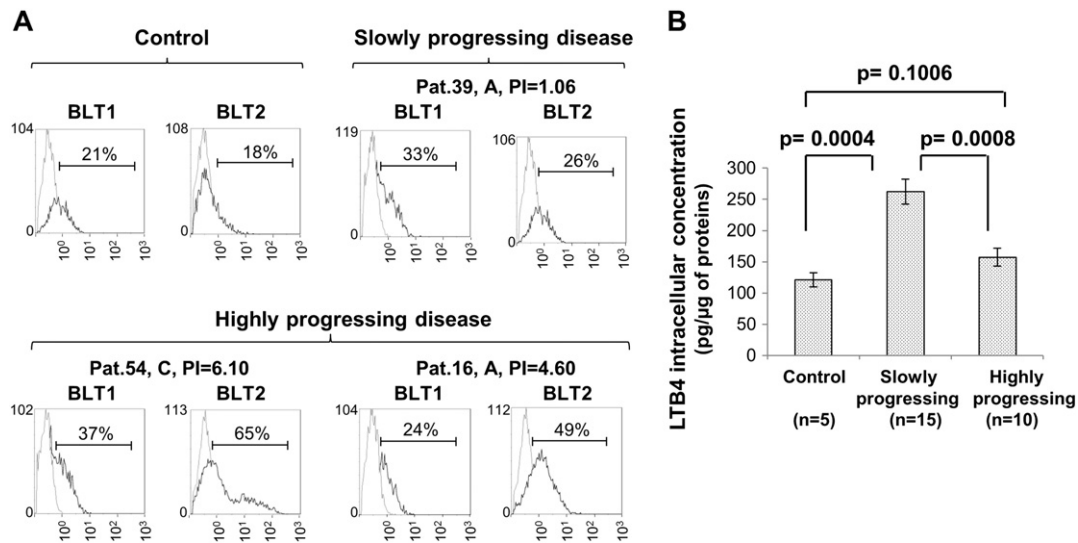 A
Control
Slowly progressing disease
Pat.39, A, PI=1.06
BLT1
BLT2
BLT1
BLT2
104
21%
0
10⁰ 10¹ 10² 10³
108
18%
0
10⁰ 10¹ 10² 10³
119
33%
0
10⁰ 10¹ 10² 10³
106
26%
0
10⁰ 10¹ 10² 10³
Highly progressing disease
Pat.54, C, PI=6.10
Pat.16, A, PI=4.60
BLT1
BLT2
BLT1
BLT2
102
37%
0
10⁰ 10¹ 10² 10³
113
65%
0
10⁰ 10¹ 10² 10³
104
24%
0
10⁰ 10¹ 10² 10³
112
49%
0
10⁰ 10¹ 10² 10³
B
p= 0.1006
p= 0.0004
p= 0.0008
LTB4 intracellular concentration
(pg/µg of proteins)
300
250
200
150
100
50
0
Control
(n=5)
Slowly
progressing
(n=15)
Highly
progressing
(n=10)